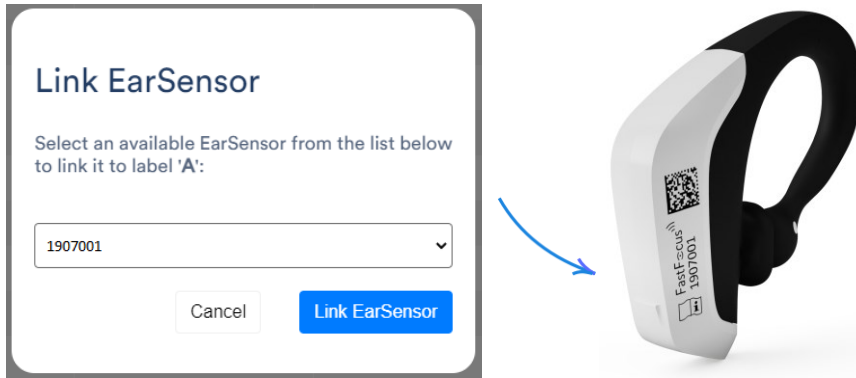 Link EarSensor
Select an available EarSensor from the list below
to link it to label 'A':
1907001
Cancel
Link EarSensor
FastFocus
1907001